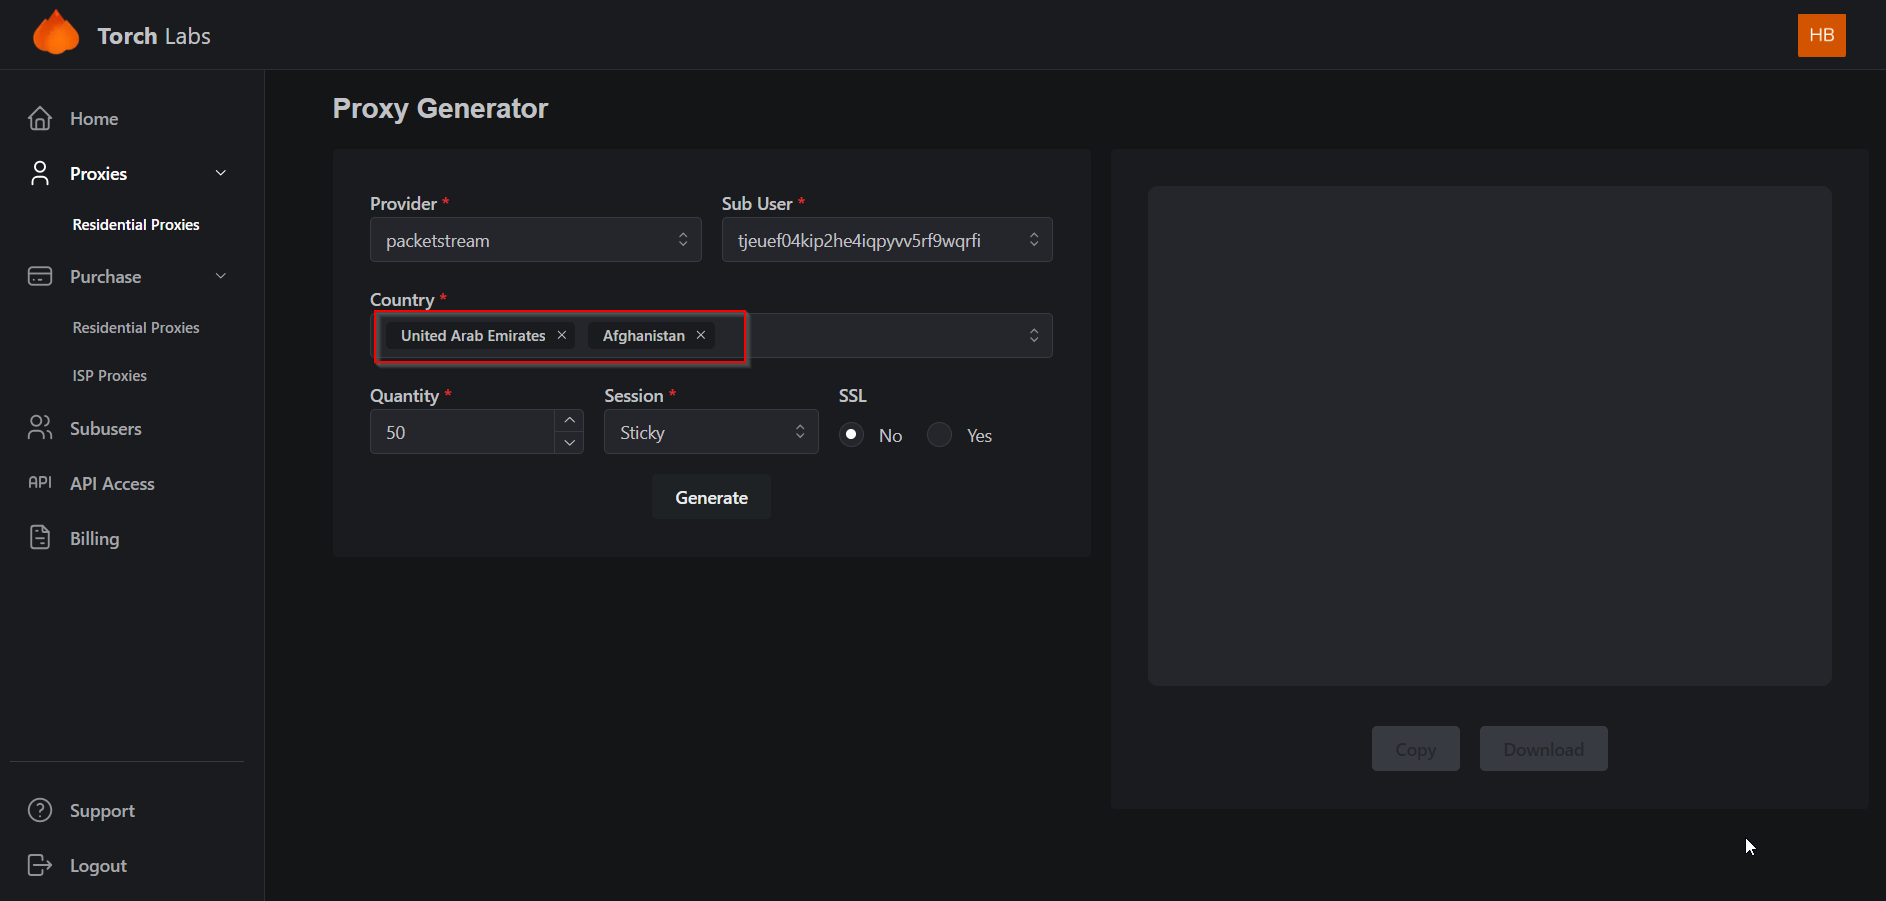 Torch Labs
HB
Home
Proxies
Residential Proxies
Purchase
Residential Proxies
ISP Proxies
Subusers
API API Access
Billing
Support
Logout
Proxy Generator
Provider *
packetstream
Sub User *
tjeuef04kip2he4iqpyvv5rf9wqrfi
Country *
United Arab Emirates × Afghanistan ×
Quantity *
50
Session *
Sticky
SSL
No Yes
Generate
Copy Download